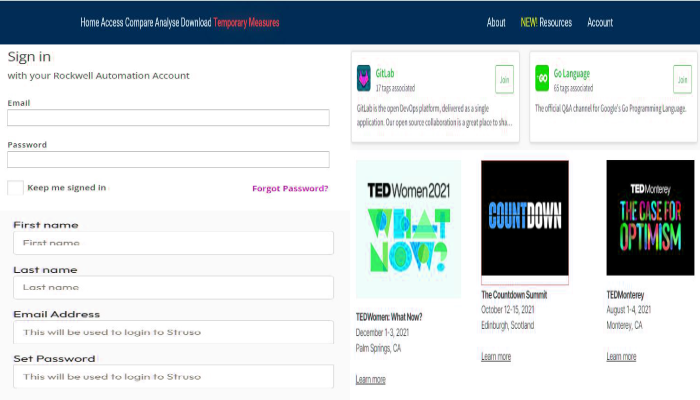 Home Access Compare Analyse Download Temporary Measures
About NEW! Resources Account
Sign in
with your Rockwell Automation Account
Email
Password
Keep me signed in Forgot Password?
First name
First name
Last name
Last name
Email Address
This will be used to login to Struso
Set Password
This will be used to login to Struso
GitLab
17 tags associated
Join
GitLab is the open DevOps platform, delivered as a single
application. Our open source collaboration is a great place to sha...
Go Language
65 tags associated
Join
The official Q&A channel for Google's Go Programming Language.
TEDWomen2021
WHAT
NOW?
TEDWomen: What Now?
December 1-3, 2021
Palm Springs, CA
Learn more
COUNTDOWN
The Countdown Summit
October 12-15, 2021
Edinburgh, Scotland
Learn more
TEDMonterey
THE CASE FOR
OPTIMISM
TEDMonterey
August 1-4, 2021
Monterey, CA
Learn more